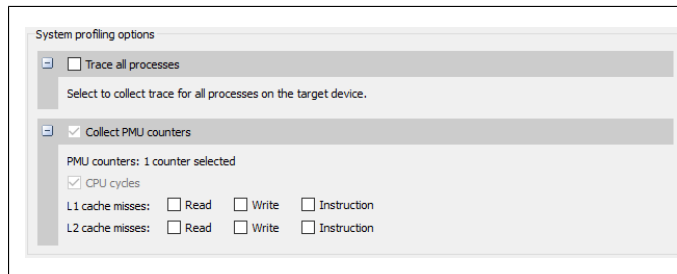 System profiling options
Trace all processes
Select to collect trace for all processes on the target device.
Collect PMU counters
PMU counters: 1 counter selected
CPU cycles
L1 cache misses: Read Write Instruction
L2 cache misses: Read Write Instruction